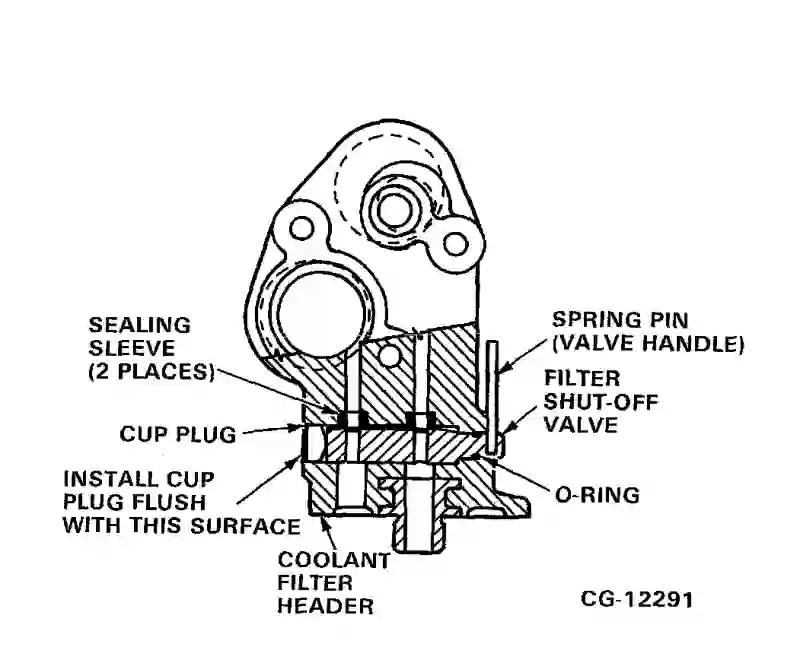 SEALING
SLEEVE
(2 PLACES)
CUP PLUG
INSTALL CUP
PLUG FLUSH
WITH THIS SURFACE
COOLANT
FILTER
HEADER
SPRING PIN
(VALVE HANDLE)
FILTER
SHUT-OFF
VALVE
O-RING
CG-12291